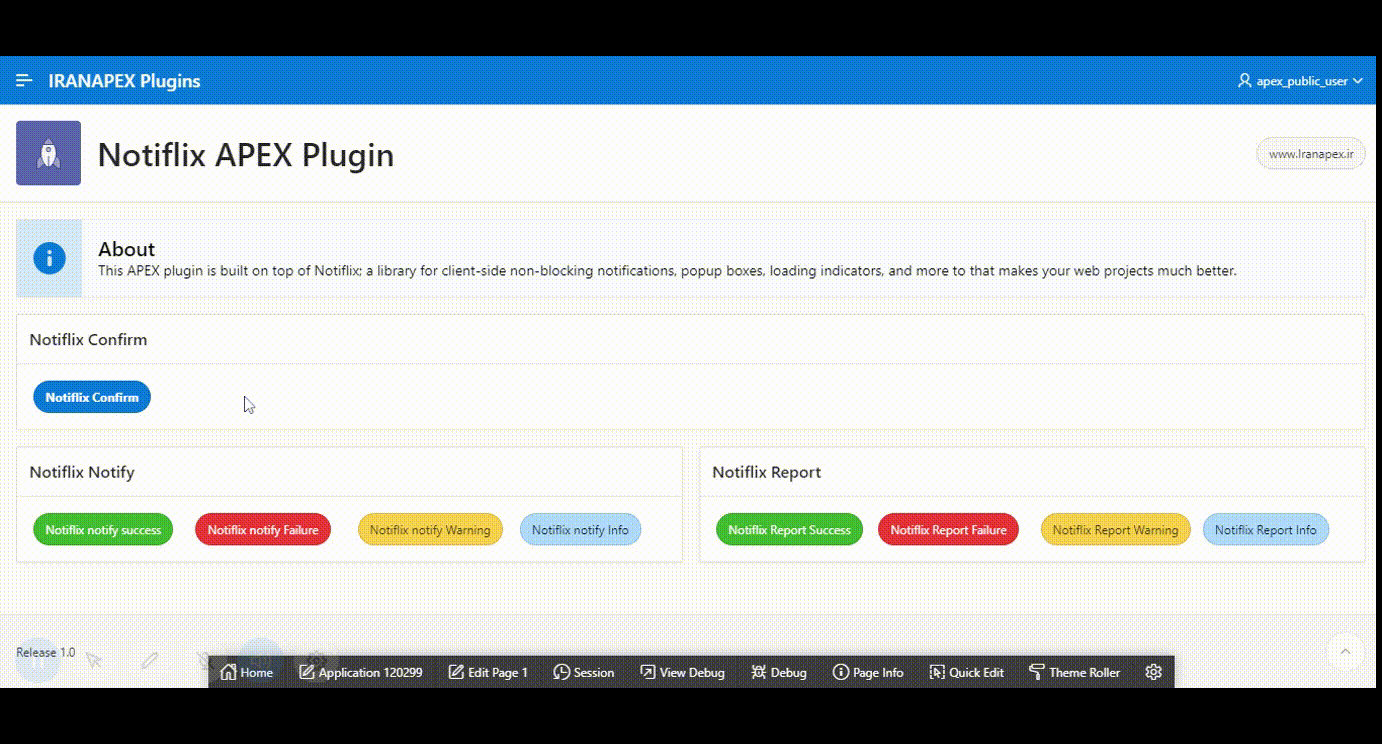 IRANAPEX Plugins
apex_public_user
Notiflix APEX Plugin
www.Iranapex.ir
About
This APEX plugin is built on top of Notiflix; a library for client-side non-blocking notifications, popup boxes, loading indicators, and more to that makes your web projects much better.
Notiflix Confirm
Notiflix Confirm
Notiflix Notify
Notiflix notify success
Notiflix notify Failure
Notiflix notify Warning
Notiflix notify Info
Notiflix Report
Notiflix Report Success
Notiflix Report Failure
Notiflix Report Warning
Notiflix Report Info
Release 1.0
Home
Application 120299
Edit Page 1
Session
View Debug
Debug
Page Info
Quick Edit
Theme Roller